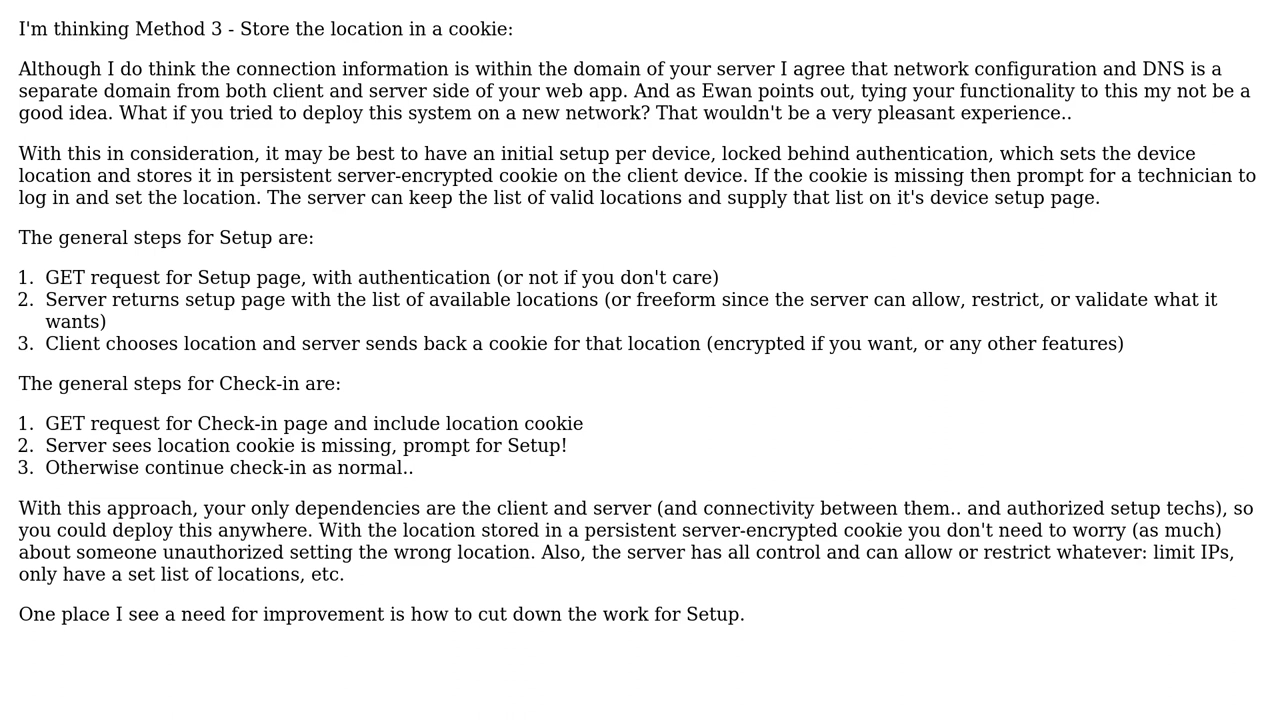 I'm thinking Method 3 - Store the location in a cookie:
Although I do think the connection information is within the domain of your server I agree that network configuration and DNS is a
separate domain from both client and server side of your web app. And as Ewan points out, tying your functionality to this my not be a
good idea. What if you tried to deploy this system on a new network? That wouldn't be a very pleasant experience..
With this in consideration, it may be best to have an initial setup per device, locked behind authentication, which sets the device
location and stores it in persistent server-encrypted cookie on the client device. If the cookie is missing then prompt for a technician to
log in and set the location. The server can keep the list of valid locations and supply that list on it's device setup page.
The general steps for Setup are:
1. GET request for Setup page, with authentication (or not if you don't care)
2. Server returns setup page with the list of available locations (or freeform since the server can allow, restrict, or validate what it
wants)
3. Client chooses location and server sends back a cookie for that location (encrypted if you want, or any other features)
The general steps for Check-in are:
1. GET request for Check-in page and include location cookie
2. Server sees location cookie is missing, prompt for Setup!
3. Otherwise continue check-in as normal..
With this approach, your only dependencies are the client and server (and connectivity between them.. and authorized setup techs), so
you could deploy this anywhere. With the location stored in a persistent server-encrypted cookie you don't need to worry (as much)
about someone unauthorized setting the wrong location. Also, the server has all control and can allow or restrict whatever: limit IPs,
only have a set list of locations, etc.
One place I see a need for improvement is how to cut down the work for Setup.